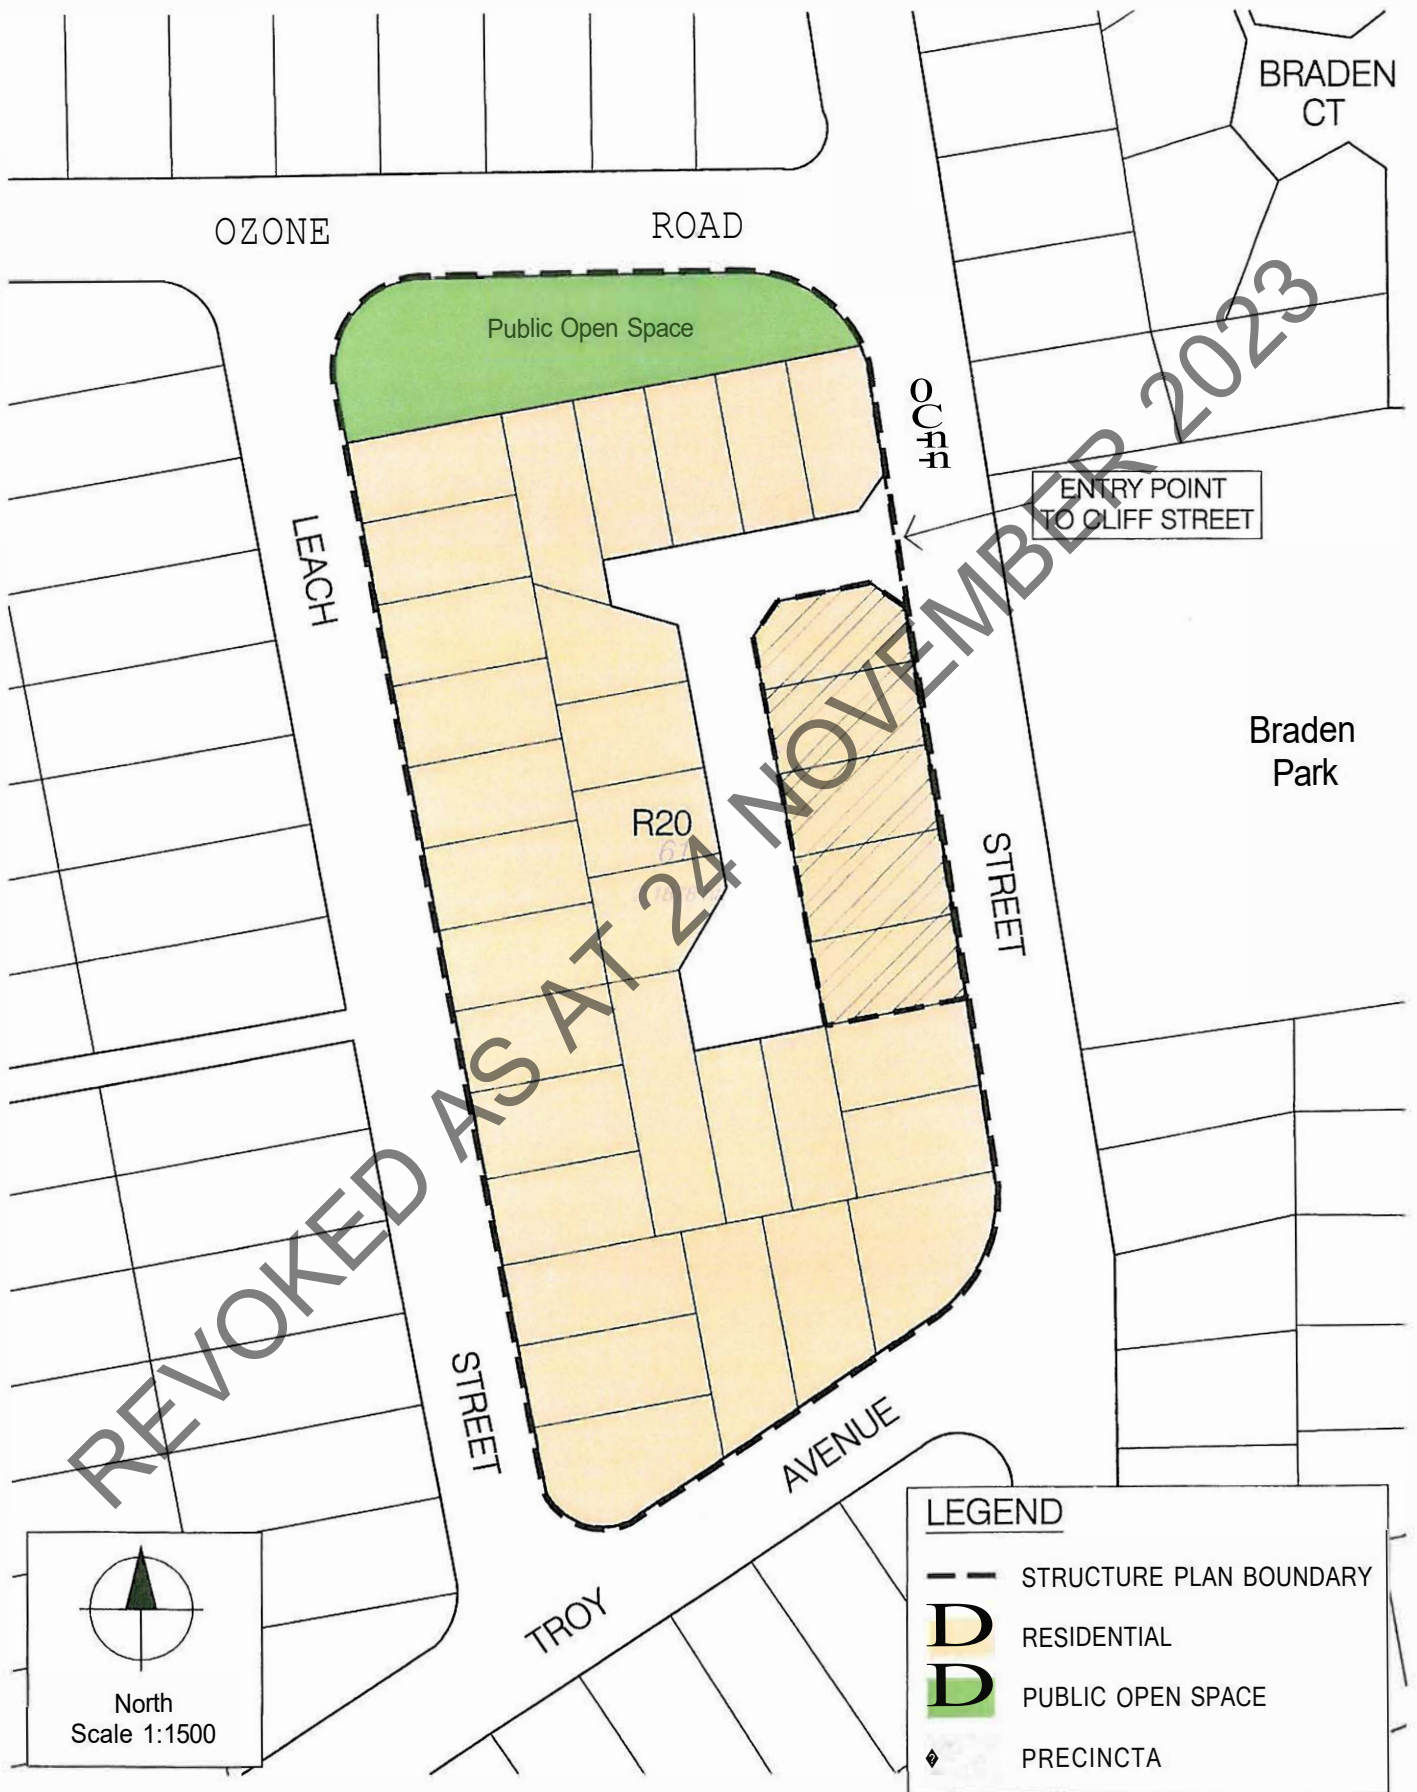 BRADEN
CT
OZONE ROAD
Public Open Space
ENTRY POINT
TO CLIFF STREET
LEACH
Braden
Park
R20
61
STREET
REVOKED AS AT 24 NOVEMBER 2023
STREET
AVENUE
TROY
North
Scale 1:1500
LEGEND
STRUCTURE PLAN BOUNDARY
D RESIDENTIAL
D PUBLIC OPEN SPACE
PRECINCTA